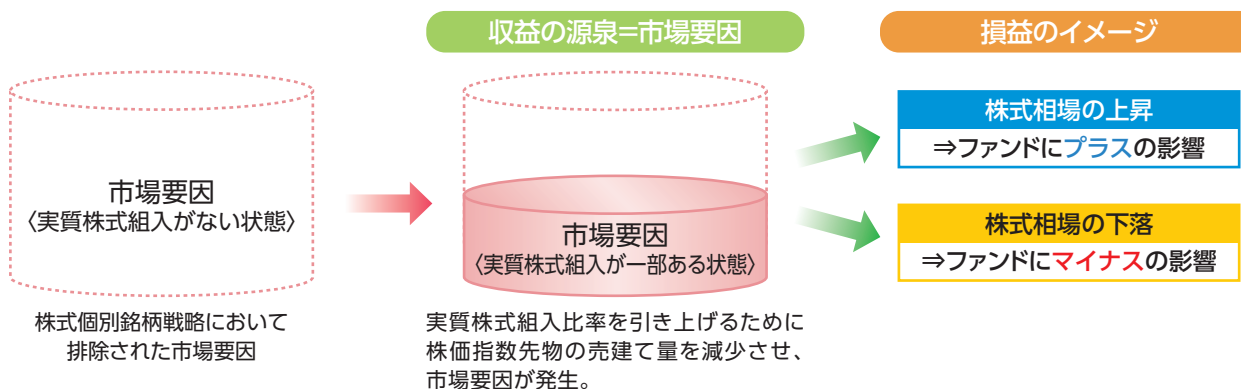 収益の源泉=市場要因
損益のイメージ
市場要因
〈実質株式組入がない状態〉
株式個別銘柄戦略において
排除された市場要因
市場要因
〈実質株式組入が一部ある状態〉
実質株式組入比率を引き上げるために
株価指数先物の売建て量を減少させ、
市場要因が発生。
株式相場の上昇
⇒ファンドにプラスの影響
株式相場の下落
⇒ファンドにマイナスの影響